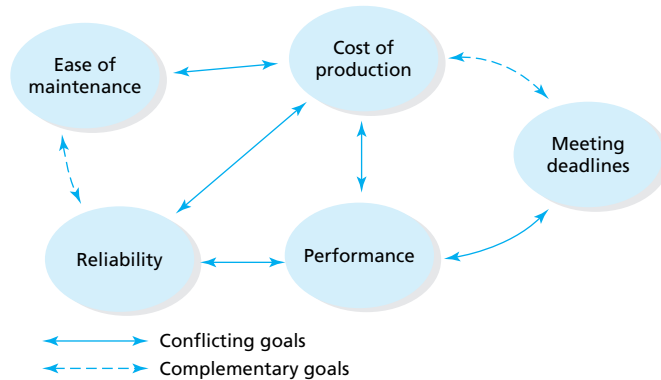 Ease of
maintenance
Cost of
production
Meeting
deadlines
Reliability
Performance
Conflicting goals
Complementary goals